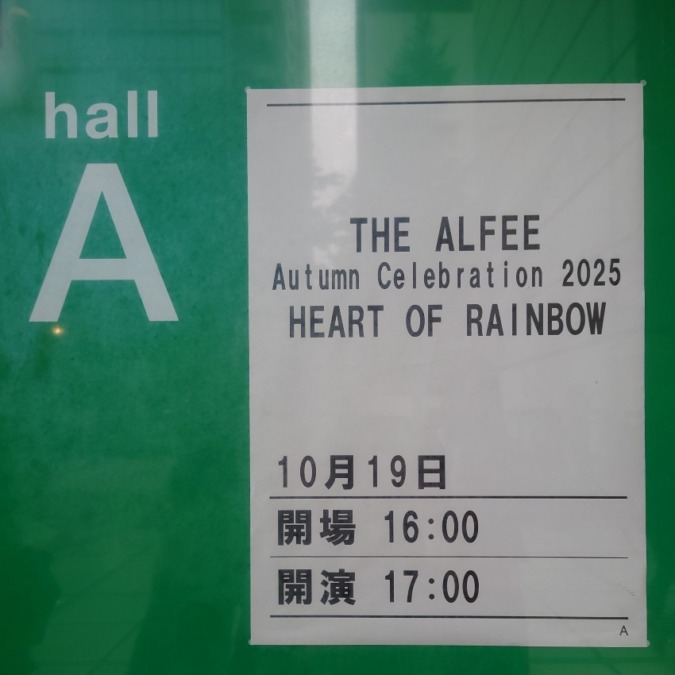 hall
A
THE ALFEE
Autumn Celebration 2025
HEART OF RAINBOW
10月19日
開場 16:00
開演 17:00
A